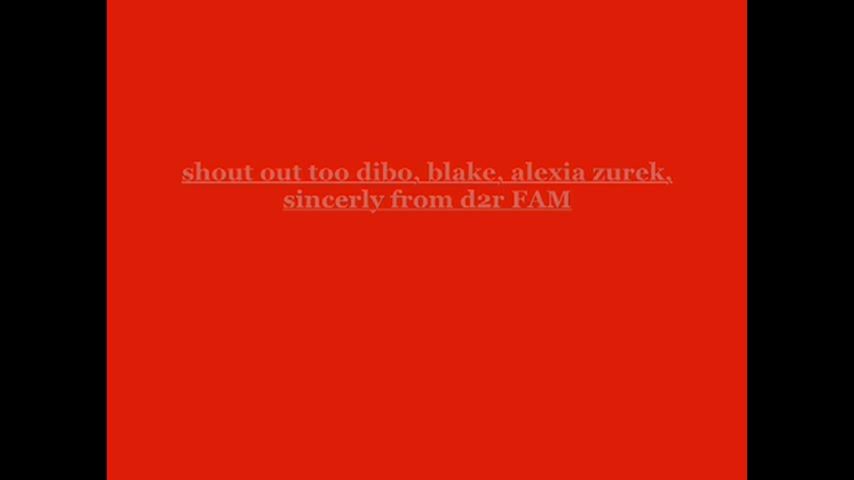 shout out too dibo, blake, alexia zurek,
sincerly from d2r FAM